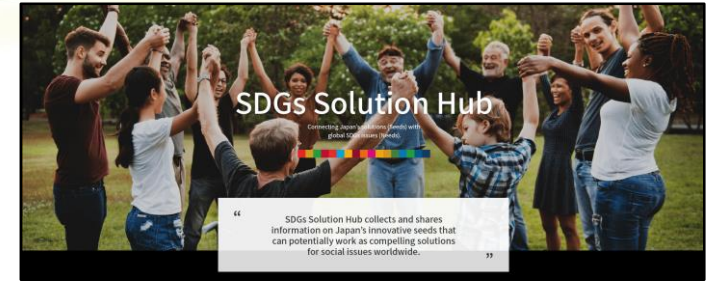 SDGs Solution Hub
Connecting Japan's solutions (Seeds) with
global SDGs issues (Needs).
“
SDGs Solution Hub collects and shares
information on Japan's innovative seeds that
can potentially work as compelling solutions
for social issues worldwide.
”